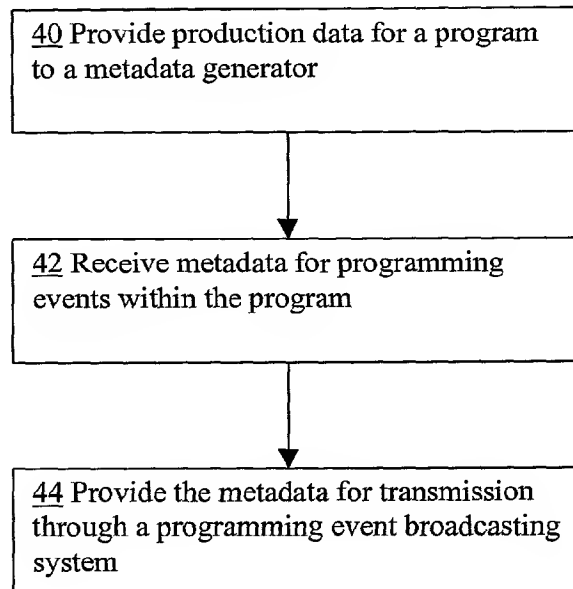 40 Provide production data for a program
to a metadata generator
42 Receive metadata for programming
events within the program
44 Provide the metadata for transmission
through a programming event broadcasting
system